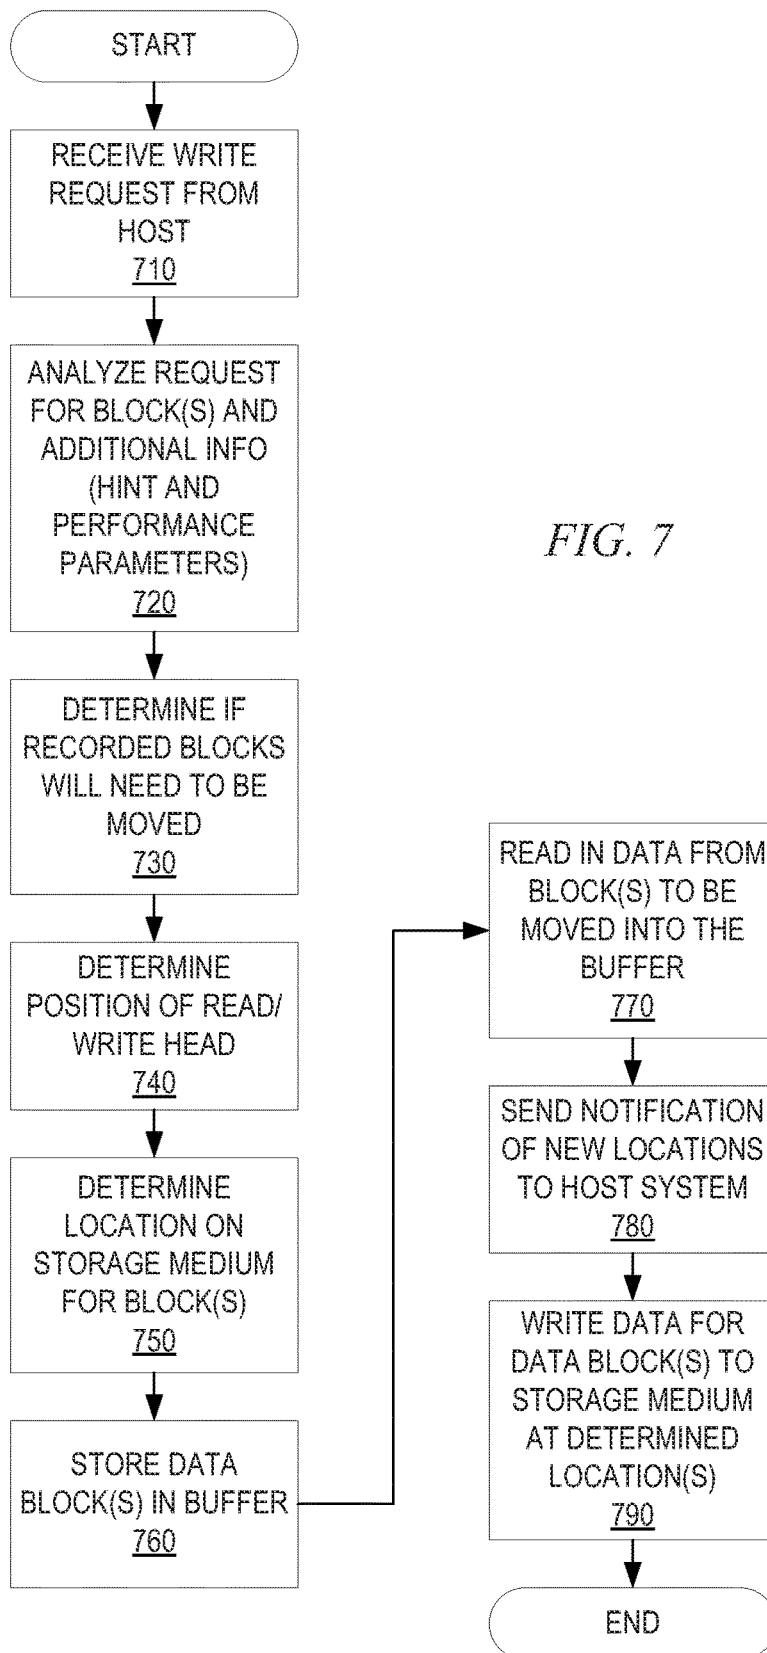 START
RECEIVE WRITE
REQUEST FROM
HOST
710
ANALYZE REQUEST
FOR BLOCK(S) AND
ADDITIONAL INFO
(HINT AND
PERFORMANCE
PARAMETERS)
720
DETERMINE IF
RECORDED BLOCKS
WILL NEED TO BE
MOVED
730
DETERMINE
POSITION OF READ/
WRITE HEAD
740
DETERMINE
LOCATION ON
STORAGE MEDIUM
FOR BLOCK(S)
750
STORE DATA
BLOCK(S) IN BUFFER
760
FIG. 7
READ IN DATA FROM
BLOCK(S) TO BE
MOVED INTO THE
BUFFER
770
SEND NOTIFICATION
OF NEW LOCATIONS
TO HOST SYSTEM
780
WRITE DATA FOR
DATA BLOCK(S) TO
STORAGE MEDIUM
AT DETERMINED
LOCATION(S)
790
END